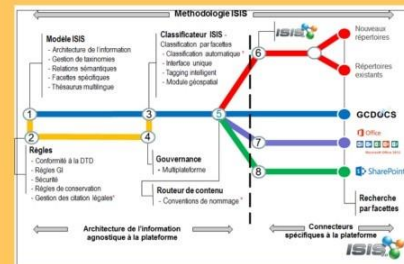 Méthodologie ISIS
Modèle ISIS
- Architecture de l'information
- Gestion de taxonomies
- Relations sémantiques
- Facettes spécifiques
- Thésaurus multilingue
Classificateur ISIS -
Classification par facettes
- Classification automatique*
- Interface unique
- Tagging intelligent
- Module géospatial
6
ISIS
Nouveaux
répertoires
Répertoires
existants
1
3
5
GCDOCS
2
4
7
Office
8
SharePoint
Règles
- Conformité à la DTD
- Règles GI
- Sécurité
- Règles de conservation
- Gestion des citation légales*
Gouvernance
- Multiplateforme
Routeur de contenu
- Conventions de nommage*
Recherche
par facettes
Architecture de l'information
agnostique à la plateforme
Connecteurs
spécifiques à la plateforme
ISIS